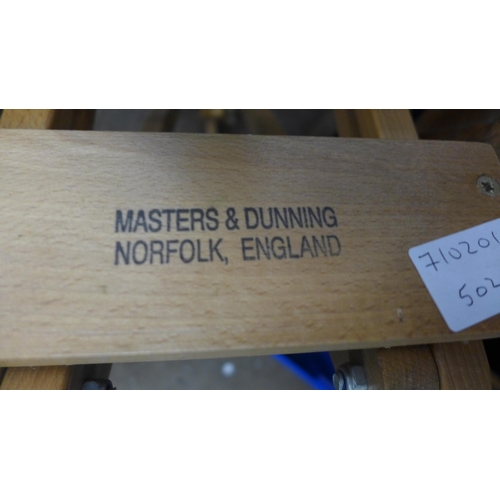 MASTERS & DUNNING
NORFOLK, ENGLAND
710201
502